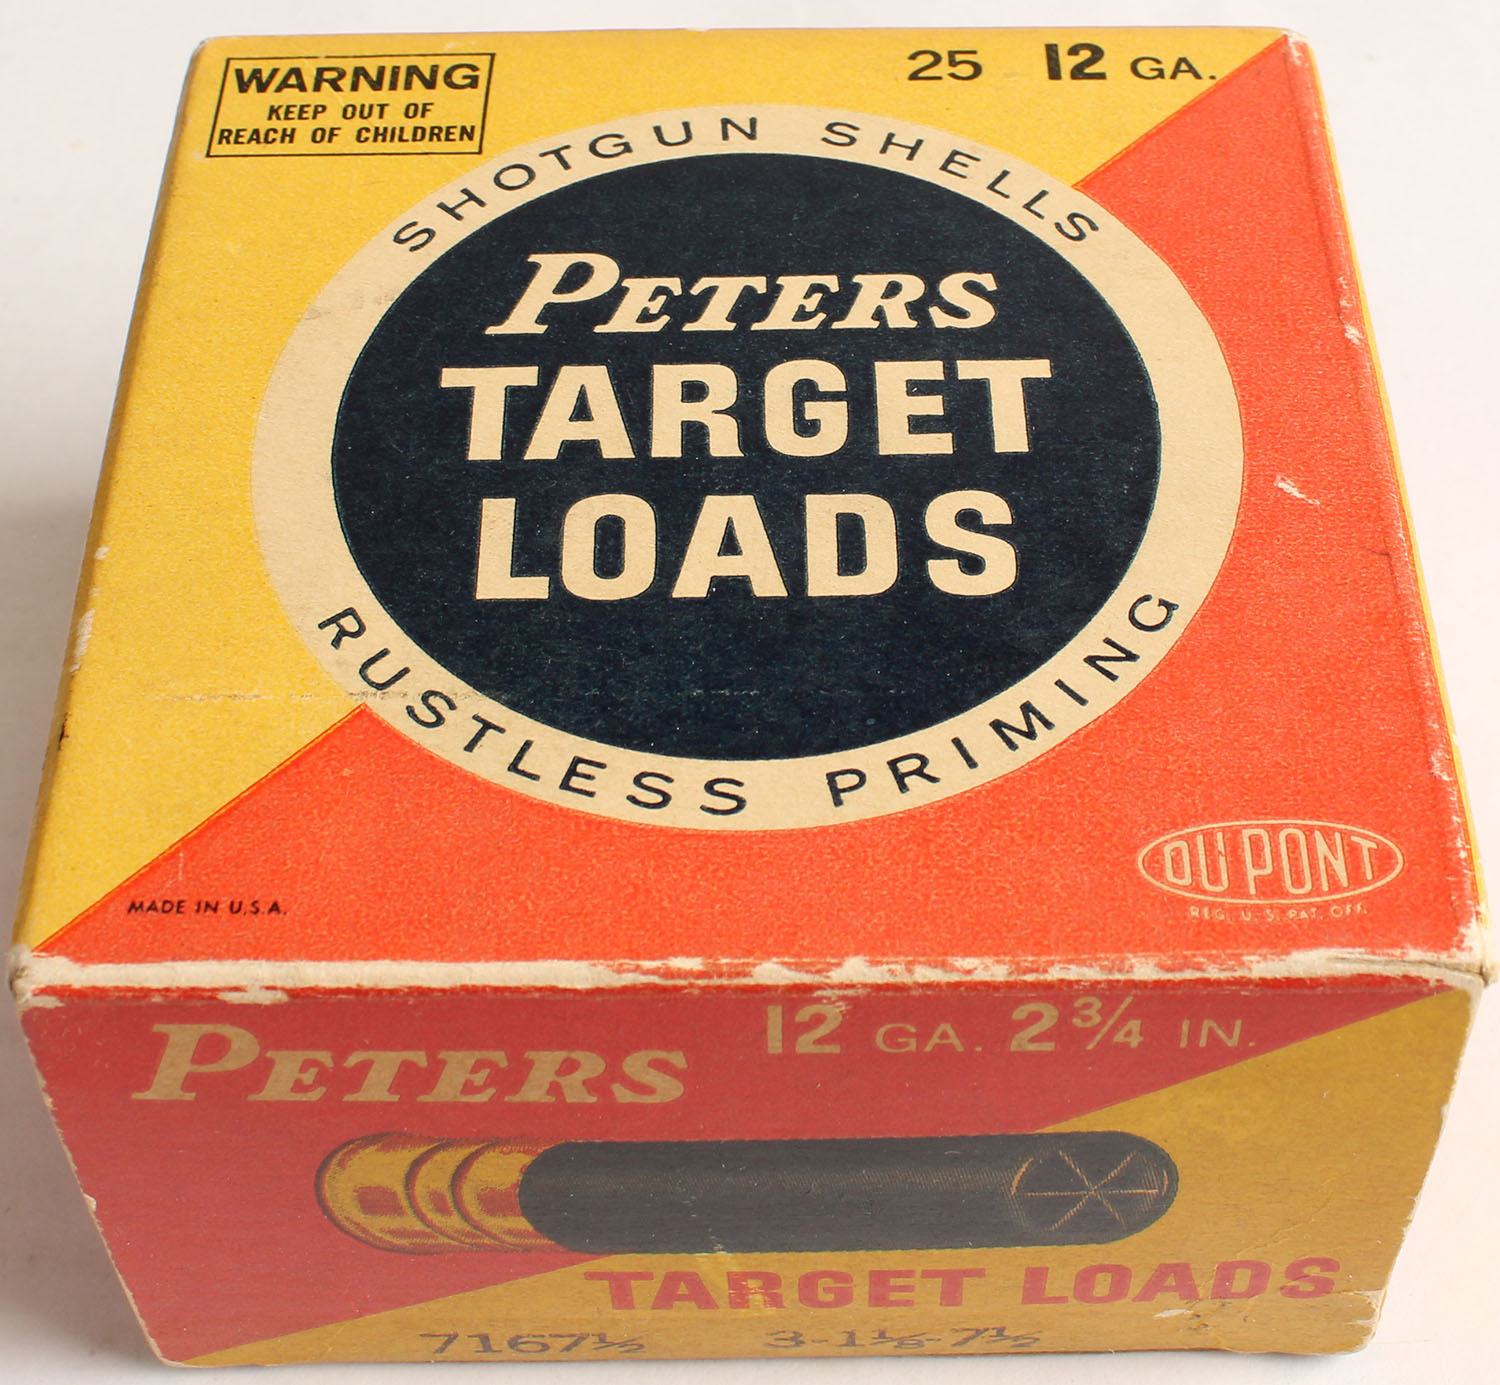 WARNING
KEEP OUT OF
REACH OF CHILDREN
25 12 GA.
SHOTGUN SHELLS
PETERS
TARGET
LOADS
RUSTLESS PRIMING
MADE IN U.S.A.
DU PONT
REG. U. S. PAT. OFF.
PETERS
12 GA. 2 3/4 IN.
TARGET LOADS
7167½ 3-1⅛-7½